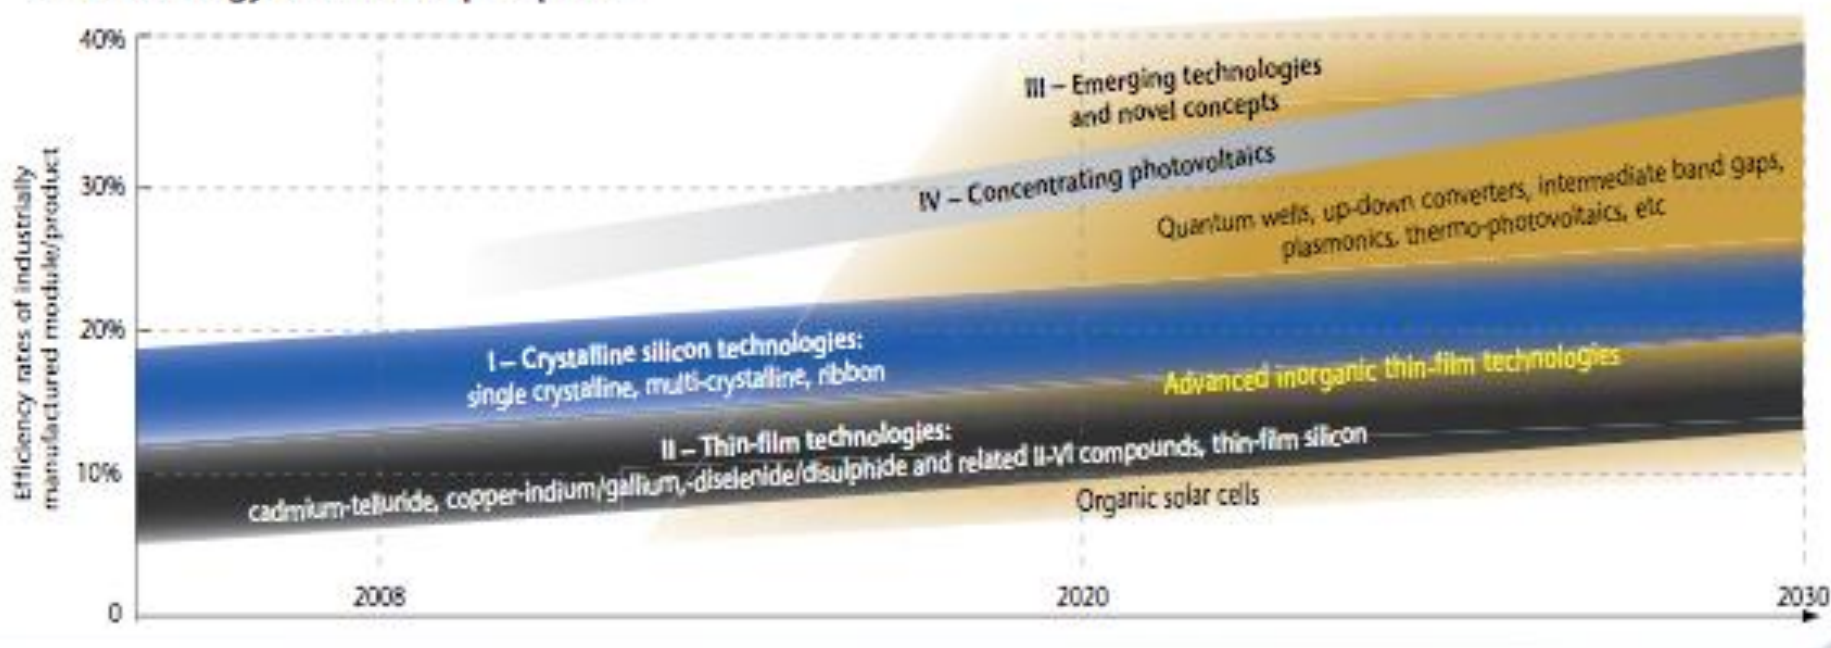 40%
30%
20%
10%
0
Efficiency rates of industrially
manufactured module/product
III – Emerging technologies
and novel concepts
IV – Concentrating photovoltaics
Quantum wells, up-down converters, intermediate band gaps,
plasmonics, thermo-photovoltaics, etc
I – Crystalline silicon technologies:
single crystalline, multi-crystalline, ribbon
Advanced inorganic thin-film technologies
II – Thin-film technologies:
cadmium-telluride, copper-indium/gallium,-diselenide/disulphide and related II-VI compounds, thin-film silicon
Organic solar cells
2008
2020
2030